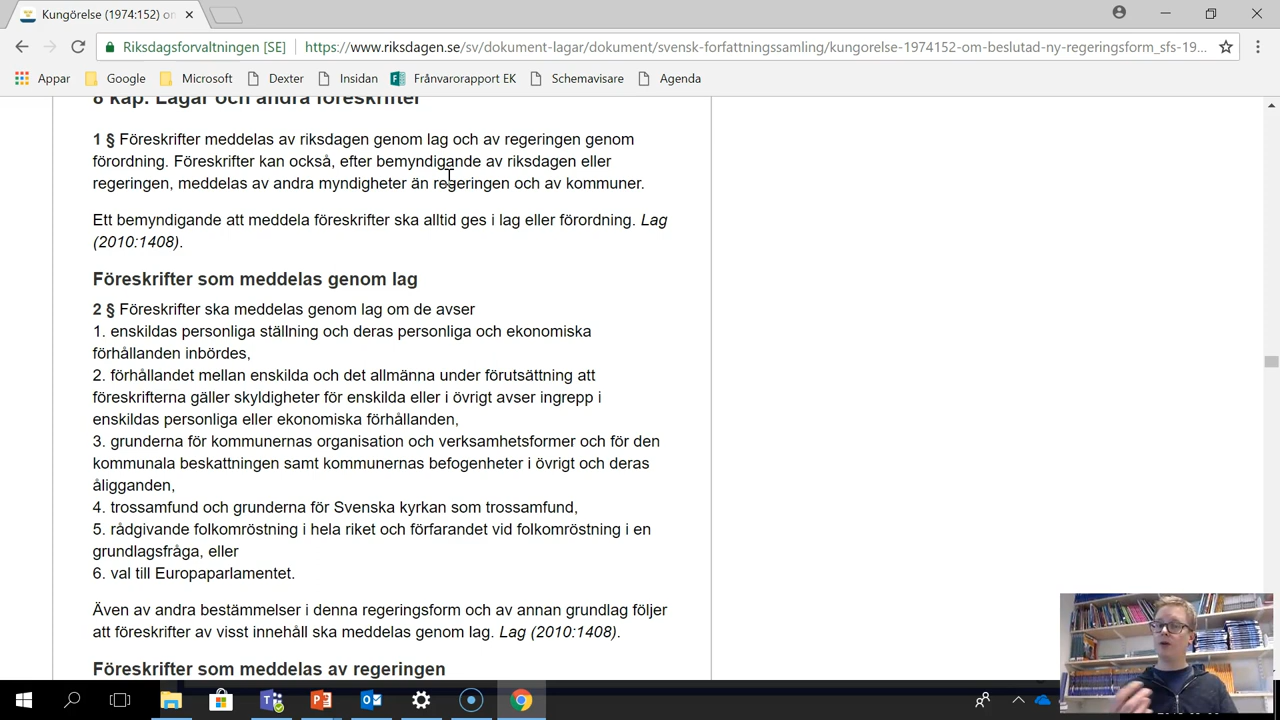 Kungörelse (1974:152) on
Riksdagsforvaltningen [SE]
https://www.riksdagen.se/sv/dokument-lagar/dokument/svensk-forfattningssamling/kungorelse-1974152-om-beslutad-ny-regeringsform_sfs-19...
Appar Google Microsoft Dexter Insidan Frånvarorapport EK Schemavisare Agenda
8 kap. Lagar och andra föreskrifter
1 § Föreskrifter meddelas av riksdagen genom lag och av regeringen genom
förordning. Föreskrifter kan också, efter bemyndigande av riksdagen eller
regeringen, meddelas av andra myndigheter än regeringen och av kommuner.
Ett bemyndigande att meddela föreskrifter ska alltid ges i lag eller förordning. Lag
(2010:1408).
Föreskrifter som meddelas genom lag
2 § Föreskrifter ska meddelas genom lag om de avser
1. enskildas personliga ställning och deras personliga och ekonomiska
förhållanden inbördes,
2. förhållandet mellan enskilda och det allmänna under förutsättning att
föreskrifterna gäller skyldigheter för enskilda eller i övrigt avser ingrepp i
enskildas personliga eller ekonomiska förhållanden,
3. grunderna för kommunernas organisation och verksamhetsformer och för den
kommunala beskattningen samt kommunernas befogenheter i övrigt och deras
åligganden,
4. trossamfund och grunderna för Svenska kyrkan som trossamfund,
5. rådgivande folkomröstning i hela riket och förfarandet vid folkomröstning i en
grundlagsfråga, eller
6. val till Europaparlamentet.
Även av andra bestämmelser i denna regeringsform och av annan grundlag följer
att föreskrifter av visst innehåll ska meddelas genom lag. Lag (2010:1408).
Föreskrifter som meddelas av regeringen